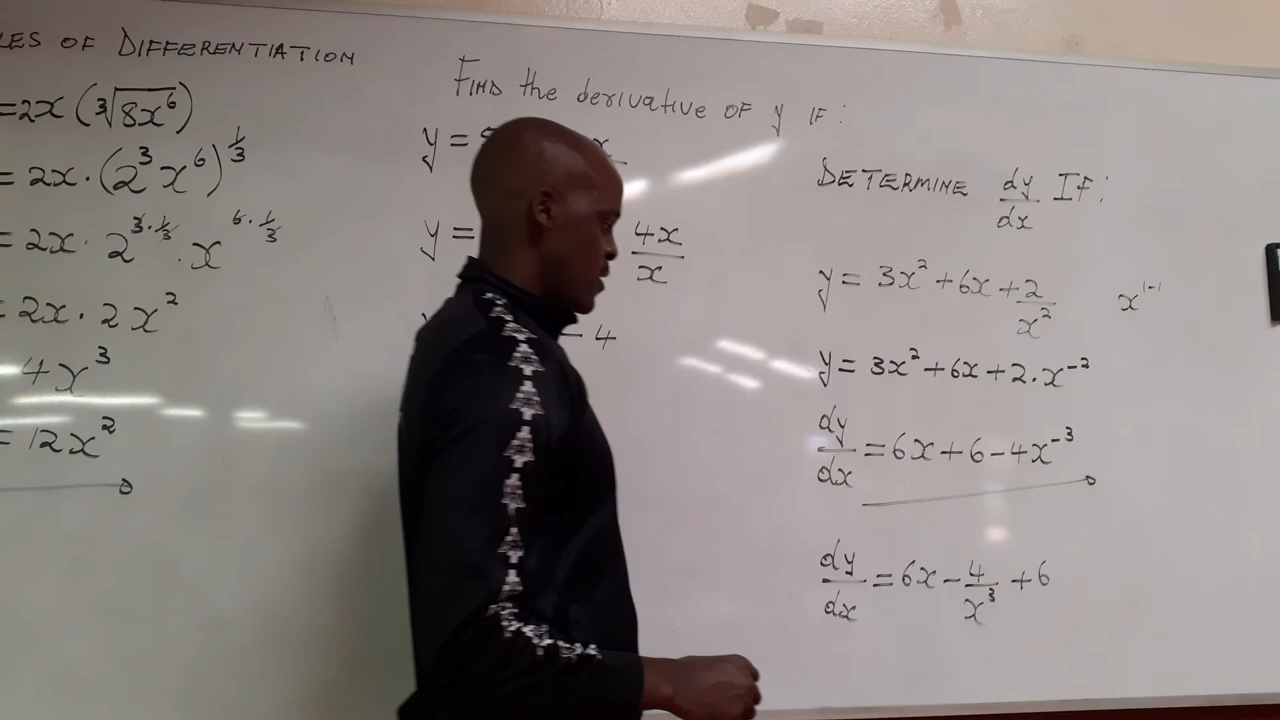 LES OF DIFFERENTIATION
=2x (∛8x⁶)
= 2x·(2³x⁶)^(1/3)
= 2x· 2^(3·1/3) · x^(6·1/3)
= 2x · 2x²
4x³
= 12x²
Find the derivative OF y IF :
y =
y = 4x/x
- 4
DETERMINE dy/dx IF:
y = 3x² + 6x + 2/x² x^(1-1)
y = 3x² + 6x + 2·x⁻²
dy/dx = 6x + 6 - 4x⁻³
dy/dx = 6x - 4/x³ + 6